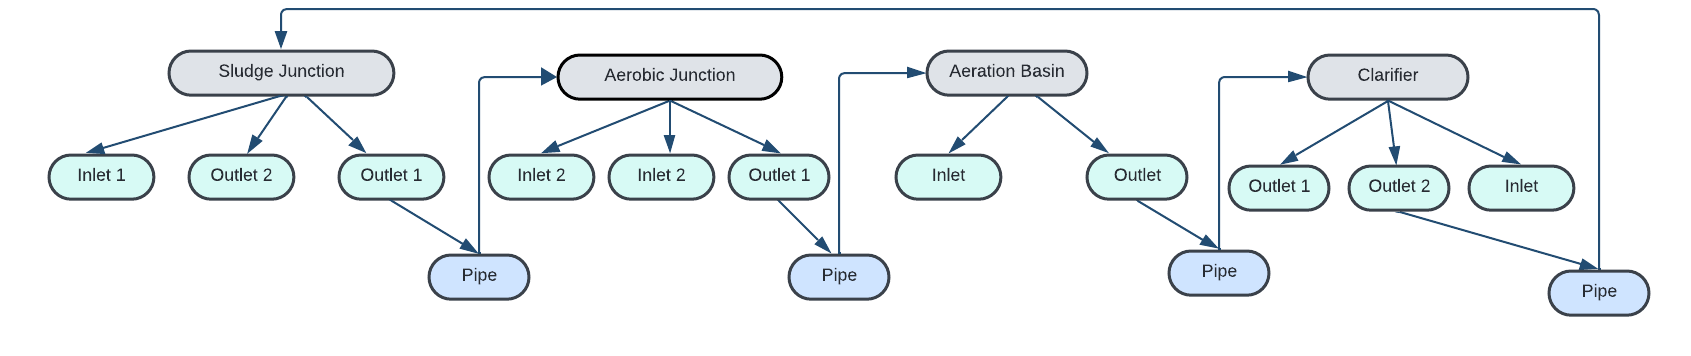 Sludge Junction
Aerobic Junction
Aeration Basin
Clarifier
Inlet 1
Outlet 2
Outlet 1
Inlet 2
Inlet 2
Outlet 1
Inlet
Outlet
Outlet 1
Outlet 2
Inlet
Pipe
Pipe
Pipe
Pipe